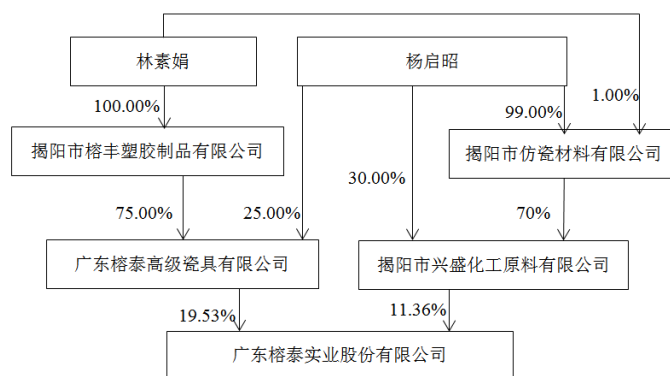 林素娟
杨启昭
100.00%
99.00%
1.00%
揭阳市榕丰塑胶制品有限公司
揭阳市仿瓷材料有限公司
30.00%
75.00%
25.00%
70%
广东榕泰高级瓷具有限公司
揭阳市兴盛化工原料有限公司
19.53%
11.36%
广东榕泰实业股份有限公司